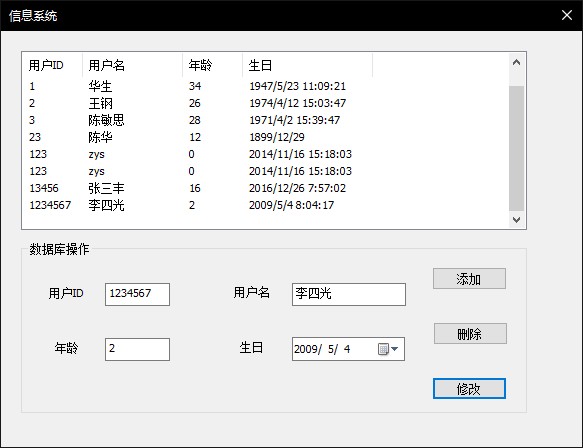 信息系统
用户ID 用户名 年龄 生日
1 华生 34 1947/5/23 11:09:21
2 王钢 26 1974/4/12 15:03:47
3 陈敏思 28 1971/4/2 15:39:47
23 陈华 12 1899/12/29
123 zys 0 2014/11/16 15:18:03
123 zys 0 2014/11/16 15:18:03
13456 张三丰 16 2016/12/26 7:57:02
1234567 李四光 2 2009/5/4 8:04:17
数据库操作
用户ID 1234567 用户名 李四光 添加
年龄 2 生日 2009/ 5/ 4 删除
修改